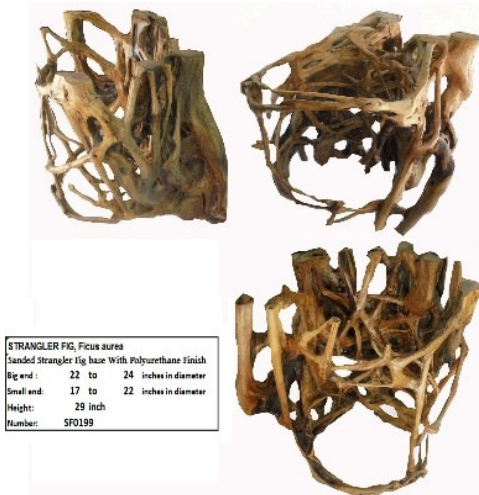 STRANGLER FIG, Ficus aurea
Sanded Strangler Fig base With Polyurethane Finish
Big end : 22 to 24 inches in diameter
Small end: 17 to 22 inches in diameter
Height: 29 inch
Number: SF0199